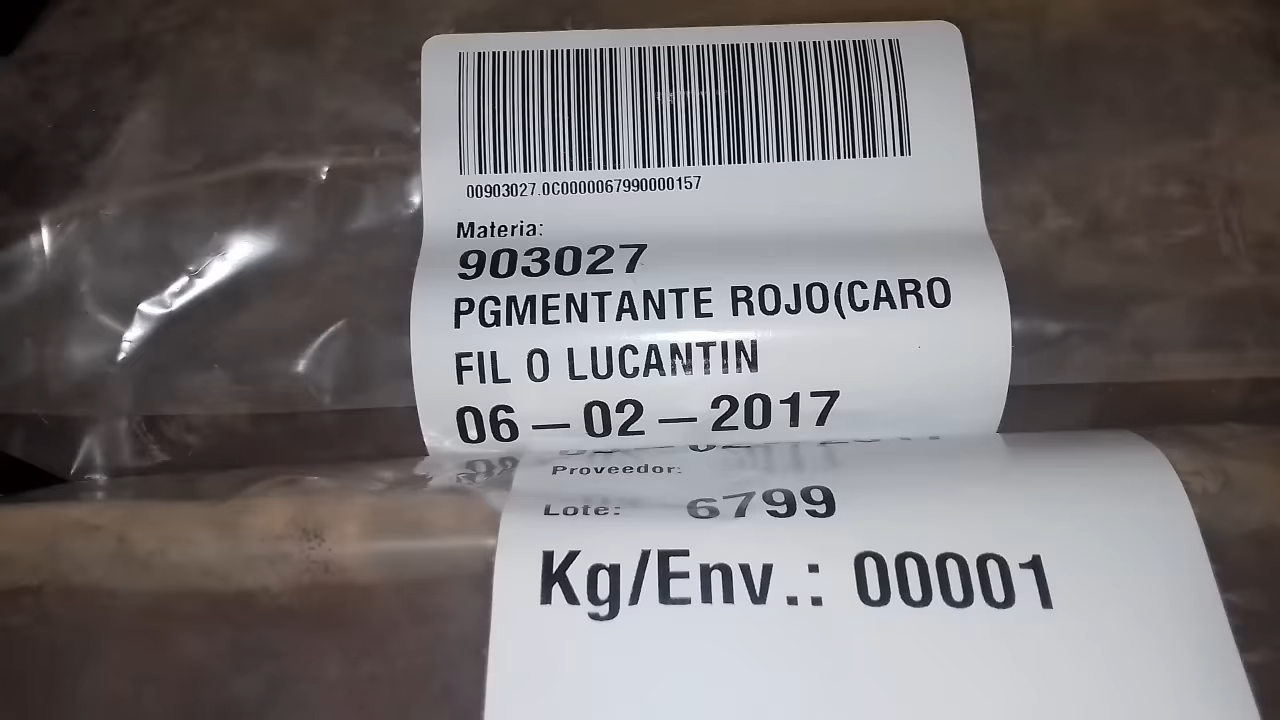 00903027.0C0000067990000157
Materia:
903027
PGMENTANTE ROJO(CARO
FIL O LUCANTIN
06-02-2017
Proveedor:
Lote: 6799
Kg/Env.: 00001